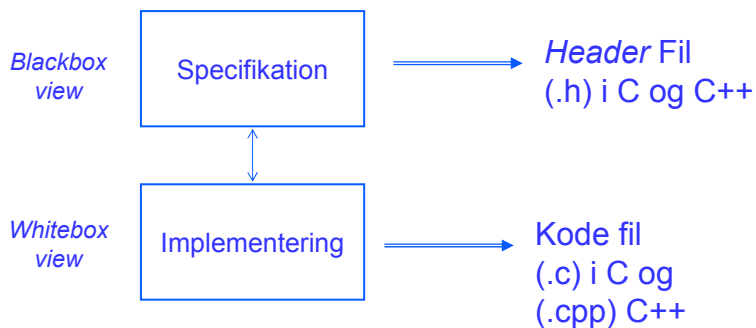 Blackbox
view
Specifikation
Header Fil
(.h) i C og C++
Whitebox
view
Implementering
Kode fil
(.c) i C og
(.cpp) C++